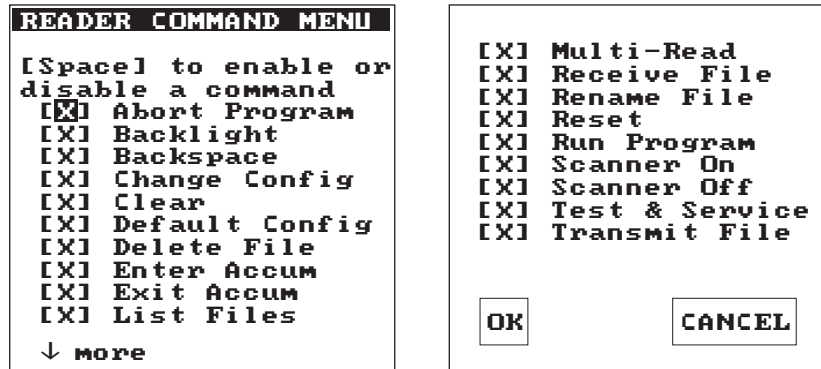 READER COMMAND MENU
[Space] to enable or
disable a command
[X] Abort Program
[X] Backlight
[X] Backspace
[X] Change Config
[X] Clear
[X] Default Config
[X] Delete File
[X] Enter Accum
[X] Exit Accum
[X] List Files
↓ more
[X] Multi-Read
[X] Receive File
[X] Rename File
[X] Reset
[X] Run Program
[X] Scanner On
[X] Scanner Off
[X] Test & Service
[X] Transmit File
OK CANCEL